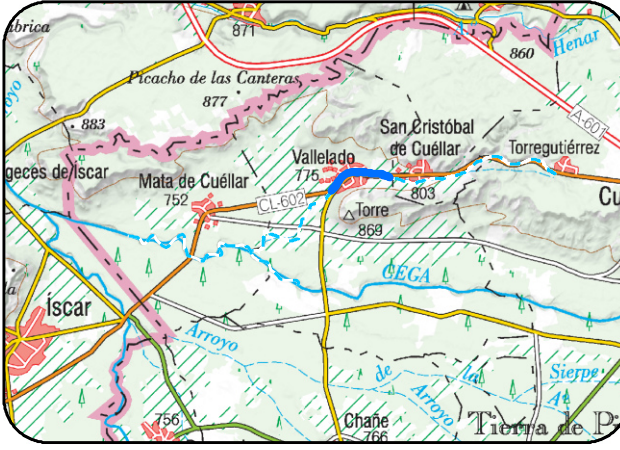 871
860
Henar
Picacho de las Canteras
877
A-601
883
San Cristóbal
de Cuéllar
Torregutiérrez
Vallelado
775
geces de Íscar
Mata de Cuéllar
752
CL-602
803
Cu
Torre
869
CEGA
Íscar
Arroyo
de
la
Sierpe
Arroyo
756
Chañe
766
Tierra de Pi